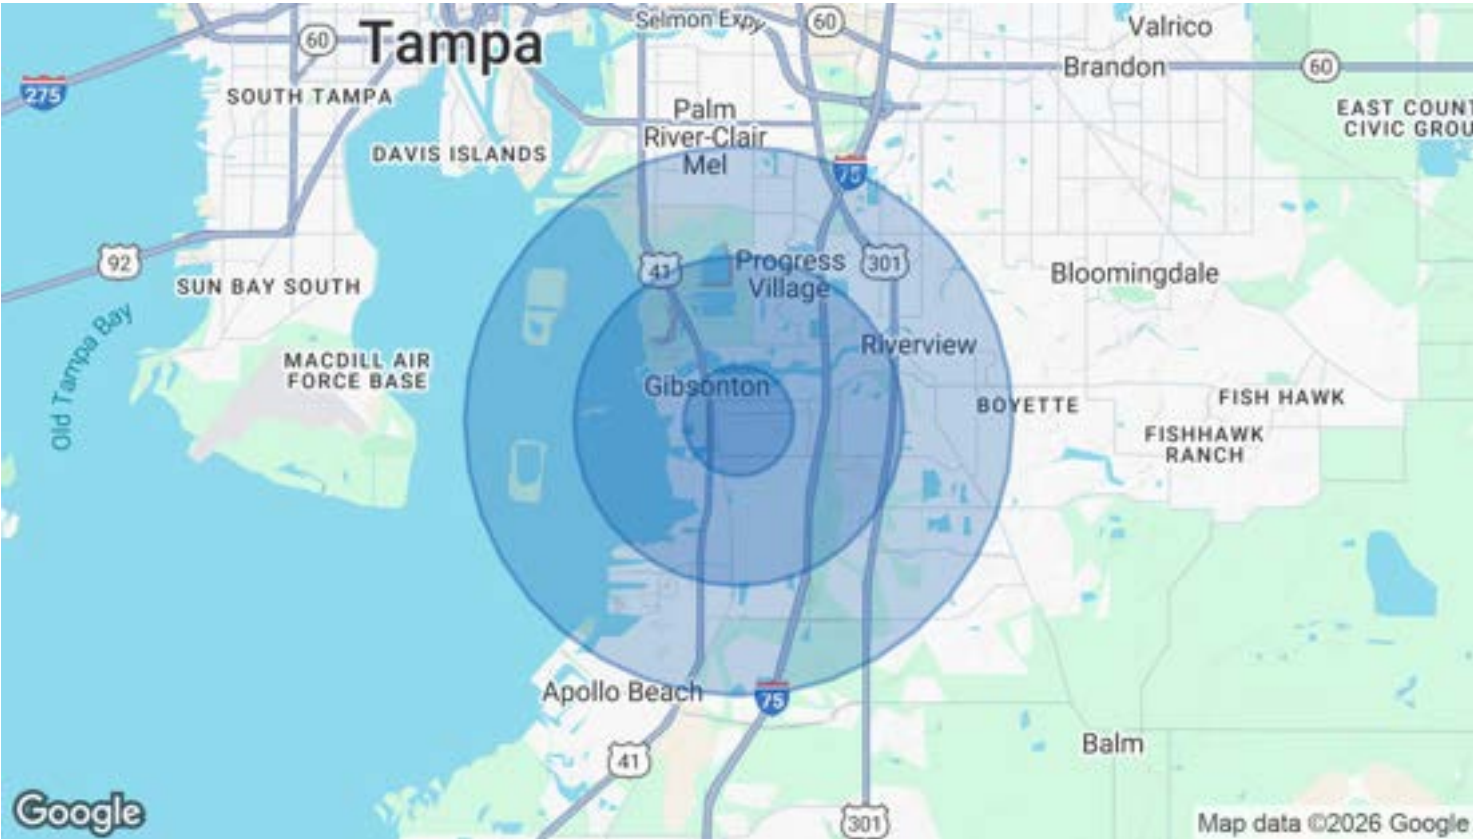 Selmon Expy
60
Valrico
60
Tampa
Brandon
60
275
SOUTH TAMPA
Palm
River-Clair
Mel
EAST COUN
CIVIC GROU
DAVIS ISLANDS
75
92
41
Progress
Village
301
Bloomingdale
SUN BAY SOUTH
Old Tampa Bay
Riverview
MACDILL AIR
FORCE BASE
Gibsonton
BOYETTE
FISH HAWK
FISHHAWK
RANCH
Apollo Beach
75
Balm
41
Google
301
Map data ©2026 Google